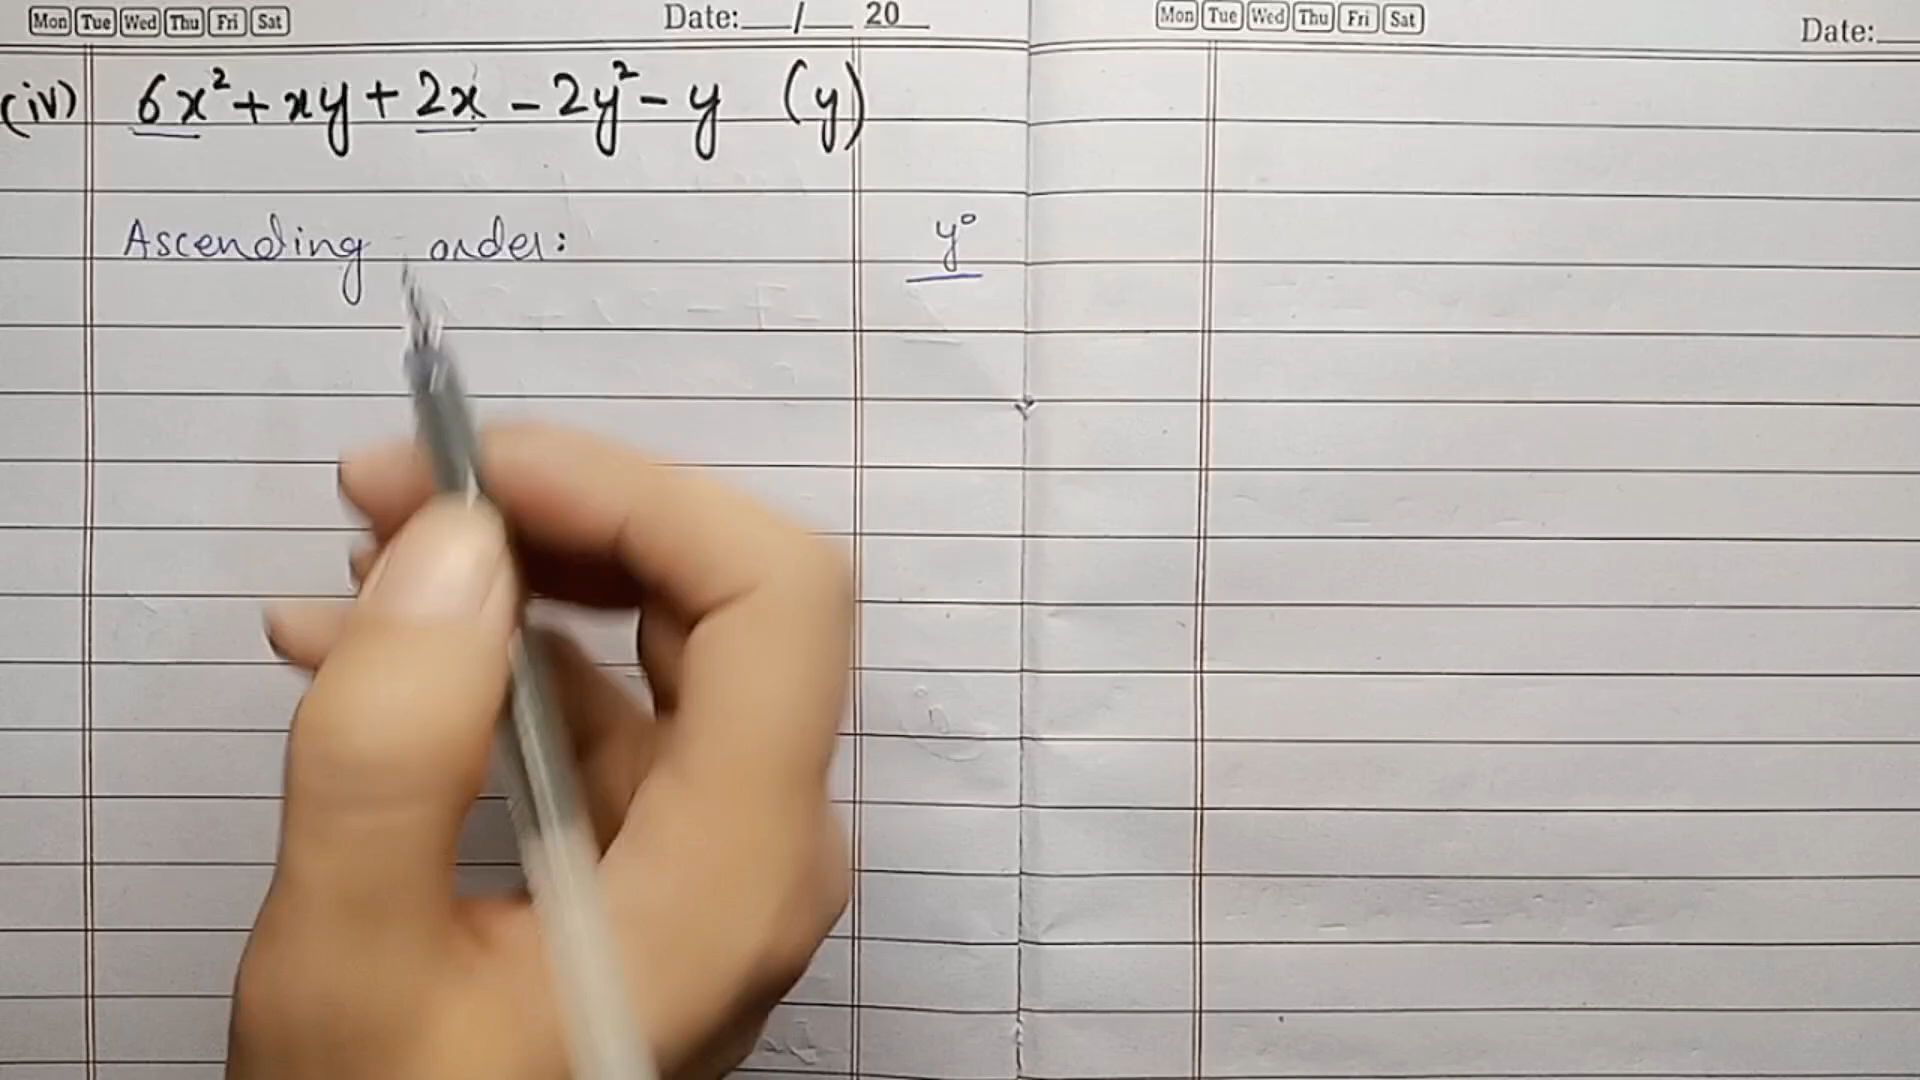 Mon Tue Wed Thu Fri Sat Date: / 20
(iv) 6x² + xy + 2x - 2y² - y (y)
Ascending order: y⁰
Mon Tue Wed Thu Fri Sat Date: